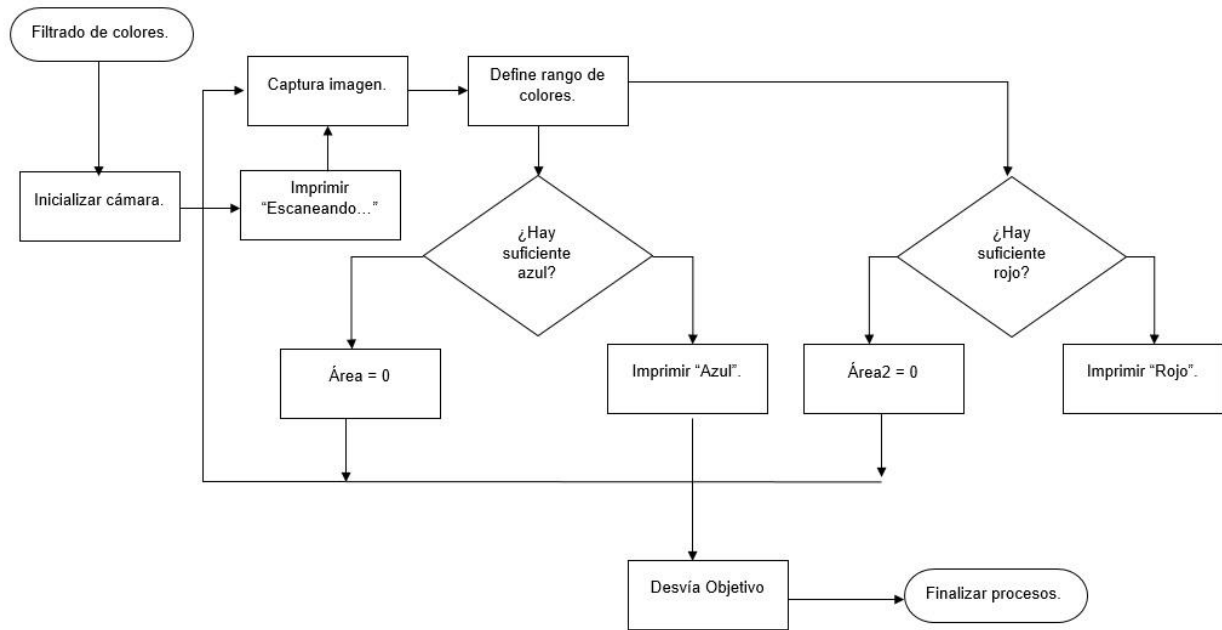 Filtrado de colores.
Captura imagen.
Define rango de
colores.
Inicializar cámara.
Imprimir
“Escaneando…”
¿Hay
suficiente
azul?
¿Hay
suficiente
rojo?
Área = 0
Imprimir “Azul”.
Área2 = 0
Imprimir “Rojo”.
Desvía Objetivo
Finalizar procesos.